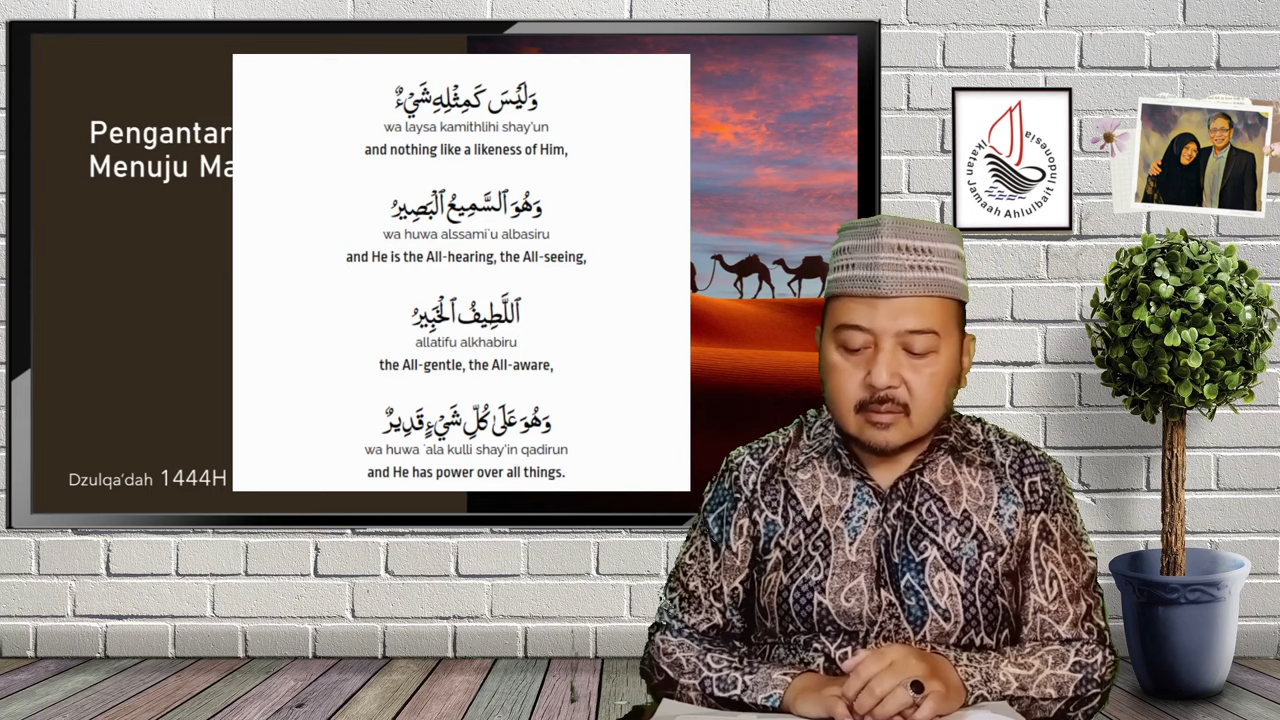 Pengantar
Menuju Ma
وَلَيْسَ كَمِثْلِهِ شَيْءٌ
wa laysa kamithlihi shay'un
and nothing like a likeness of Him,
وَهُوَ ٱلسَّمِيعُ ٱلْبَصِيرُ
wa huwa alssami`u albasiru
and He is the All-hearing, the All-seeing,
اللَّطِيفُ ٱلْخَبِيرُ
allatifu alkhabiru
the All-gentle, the All-aware,
وَهُوَ عَلَىٰ كُلِّ شَيْءٍ قَدِيرٌ
wa huwa `ala kulli shay'in qadirun
and He has power over all things.
Dzulqa'dah 1444H
Ikatan Jamaah Ahlulbait Indonesia